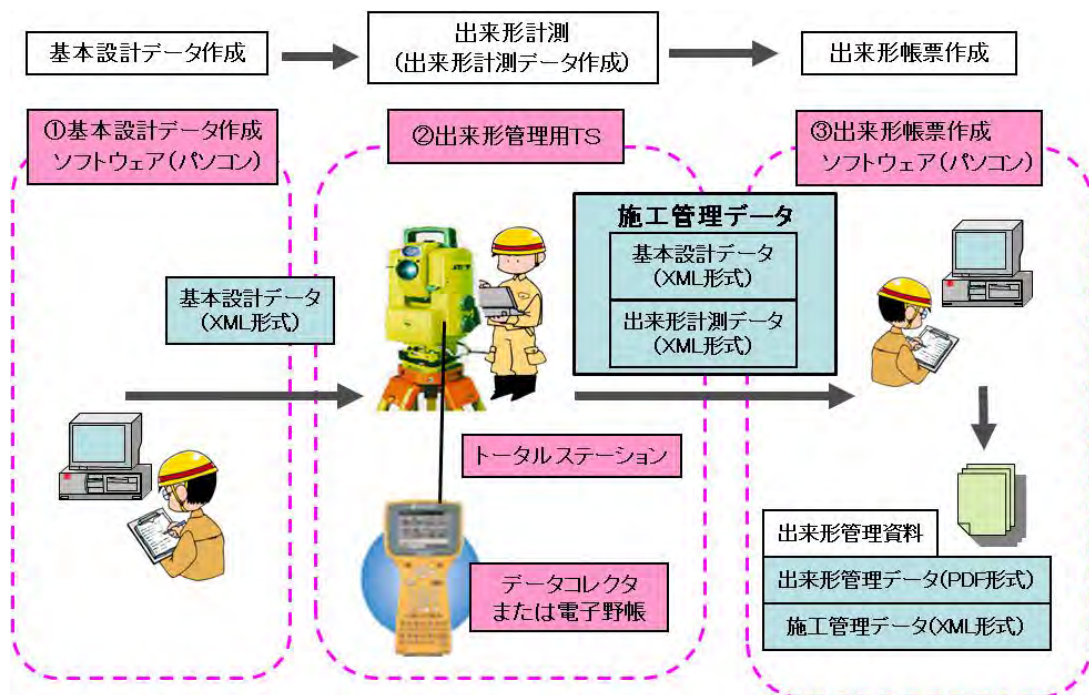 基本設計データ作成
出来形計測
(出来形計測データ作成)
出来形帳票作成
①基本設計データ作成
ソフトウェア(パソコン)
②出来形管理用TS
③出来形帳票作成
ソフトウェア(パソコン)
基本設計データ
(XML形式)
施工管理データ
基本設計データ
(XML形式)
出来形計測データ
(XML形式)
トータルステーション
データコレクタ
または電子野帳
出来形管理資料
出来形管理データ(PDF形式)
施工管理データ(XML形式)